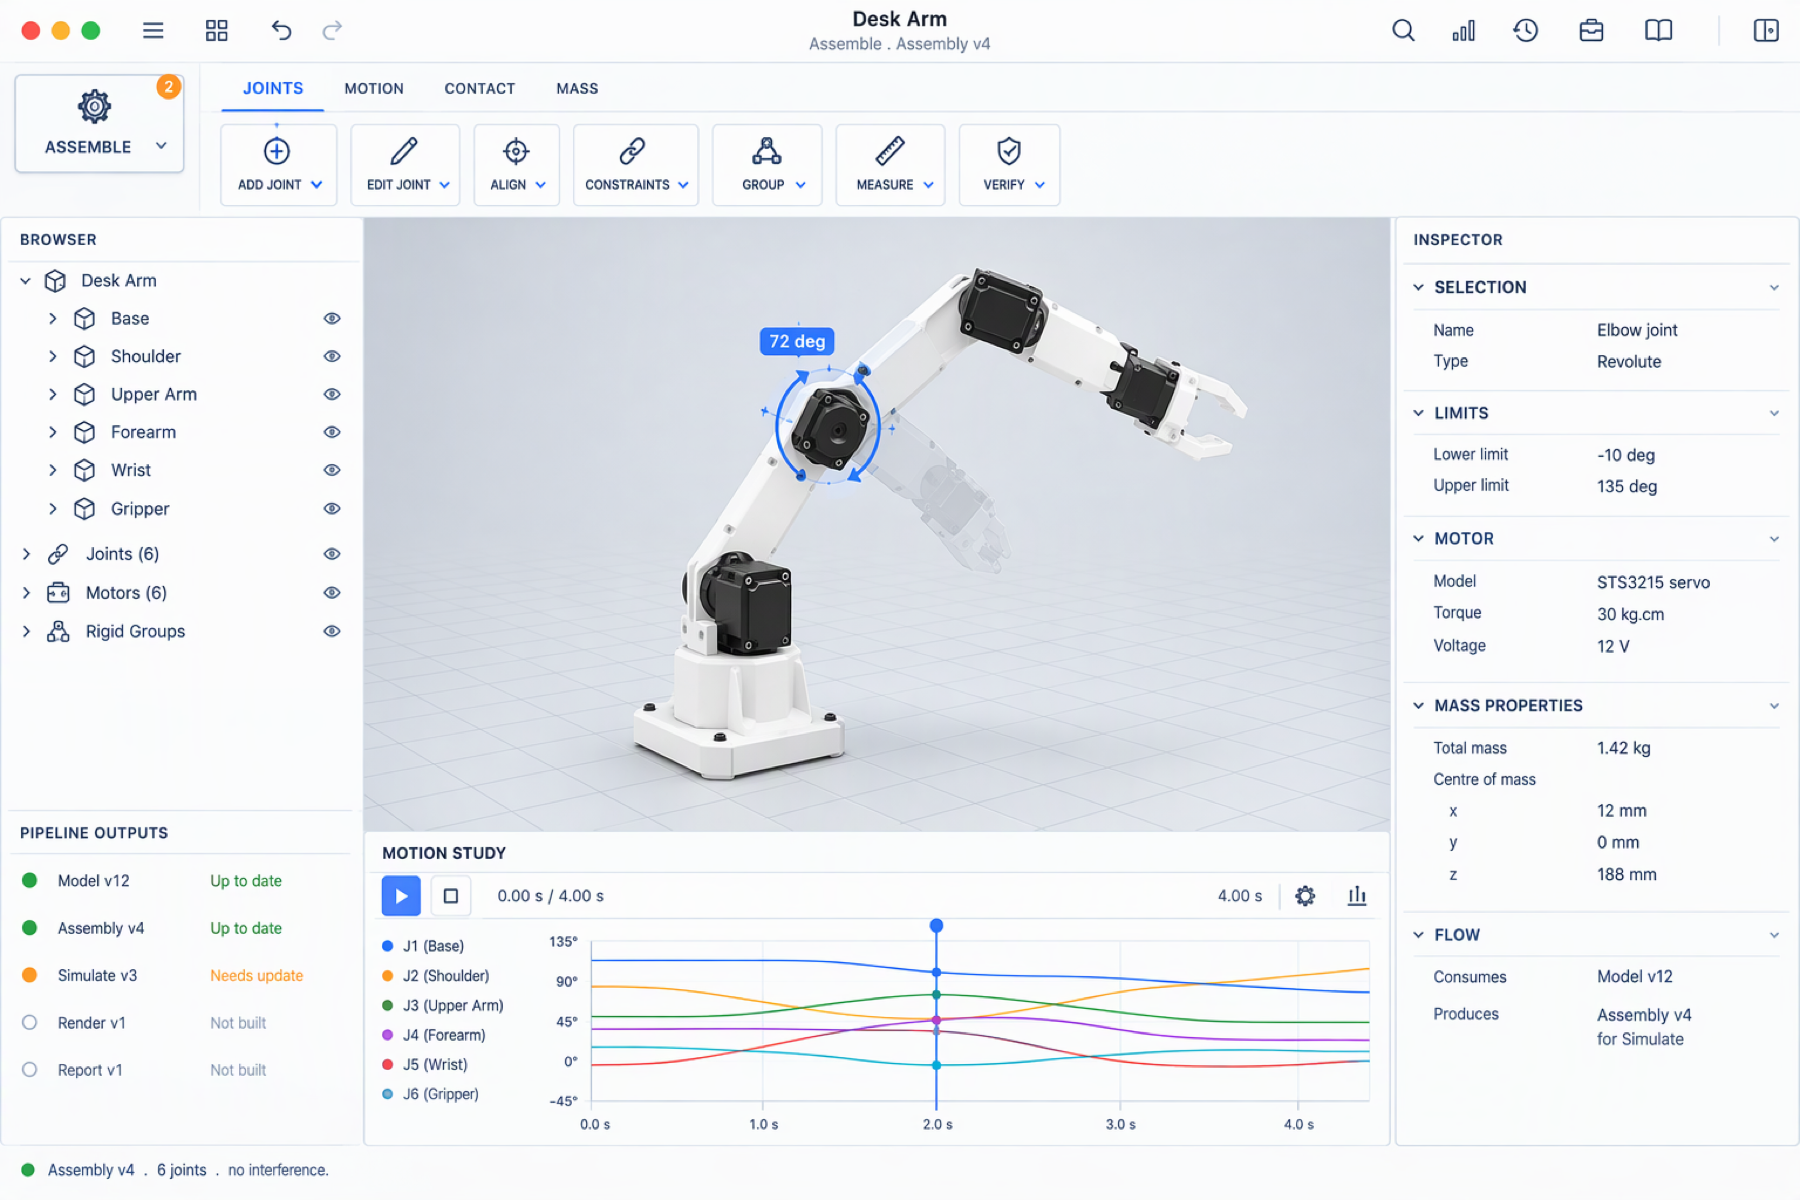 Desk Arm
Assemble . Assembly v4
2
ASSEMBLE
JOINTS MOTION CONTACT MASS
ADD JOINT EDIT JOINT ALIGN CONSTRAINTS GROUP MEASURE VERIFY
BROWSER
Desk Arm
Base
Shoulder
Upper Arm
Forearm
Wrist
Gripper
Joints (6)
Motors (6)
Rigid Groups
PIPELINE OUTPUTS
Model v12 Up to date
Assembly v4 Up to date
Simulate v3 Needs update
Render v1 Not built
Report v1 Not built
72 deg
MOTION STUDY
0.00 s / 4.00 s 4.00 s
J1 (Base)
J2 (Shoulder)
J3 (Upper Arm)
J4 (Forearm)
J5 (Wrist)
J6 (Gripper)
135°
90°
45°
0°
-45°
0.0 s 1.0 s 2.0 s 3.0 s 4.0 s
INSPECTOR
SELECTION
Name Elbow joint
Type Revolute
LIMITS
Lower limit -10 deg
Upper limit 135 deg
MOTOR
Model STS3215 servo
Torque 30 kg.cm
Voltage 12 V
MASS PROPERTIES
Total mass 1.42 kg
Centre of mass
x 12 mm
y 0 mm
z 188 mm
FLOW
Consumes Model v12
Produces Assembly v4
for Simulate
Assembly v4 . 6 joints . no interference.